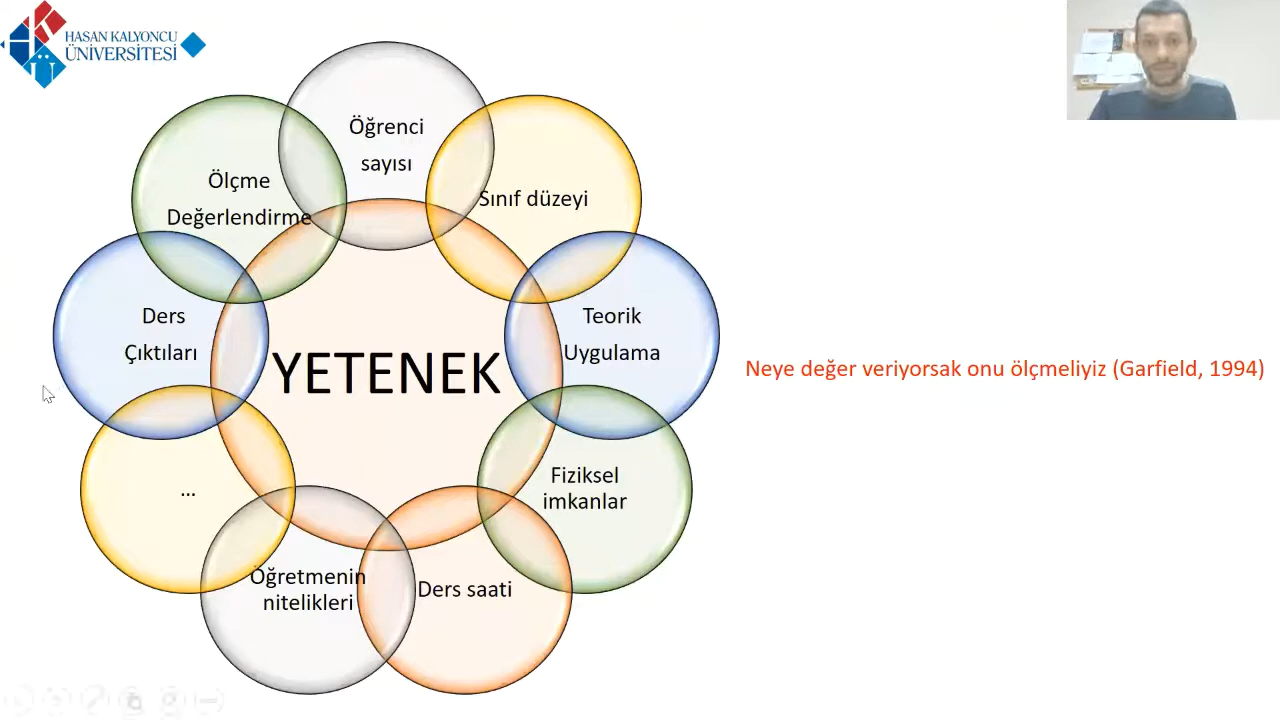 HASAN KALYONCU
ÜNİVERSİTESİ
Öğrenci
sayısı
Sınıf düzeyi
Teorik
Uygulama
Fiziksel
imkanlar
Ders saati
Öğretmenin
nitelikleri
...
Ders
Çıktıları
Ölçme
Değerlendirme
YETENEK
Neye değer veriyorsak onu ölçmeliyiz (Garfield, 1994)